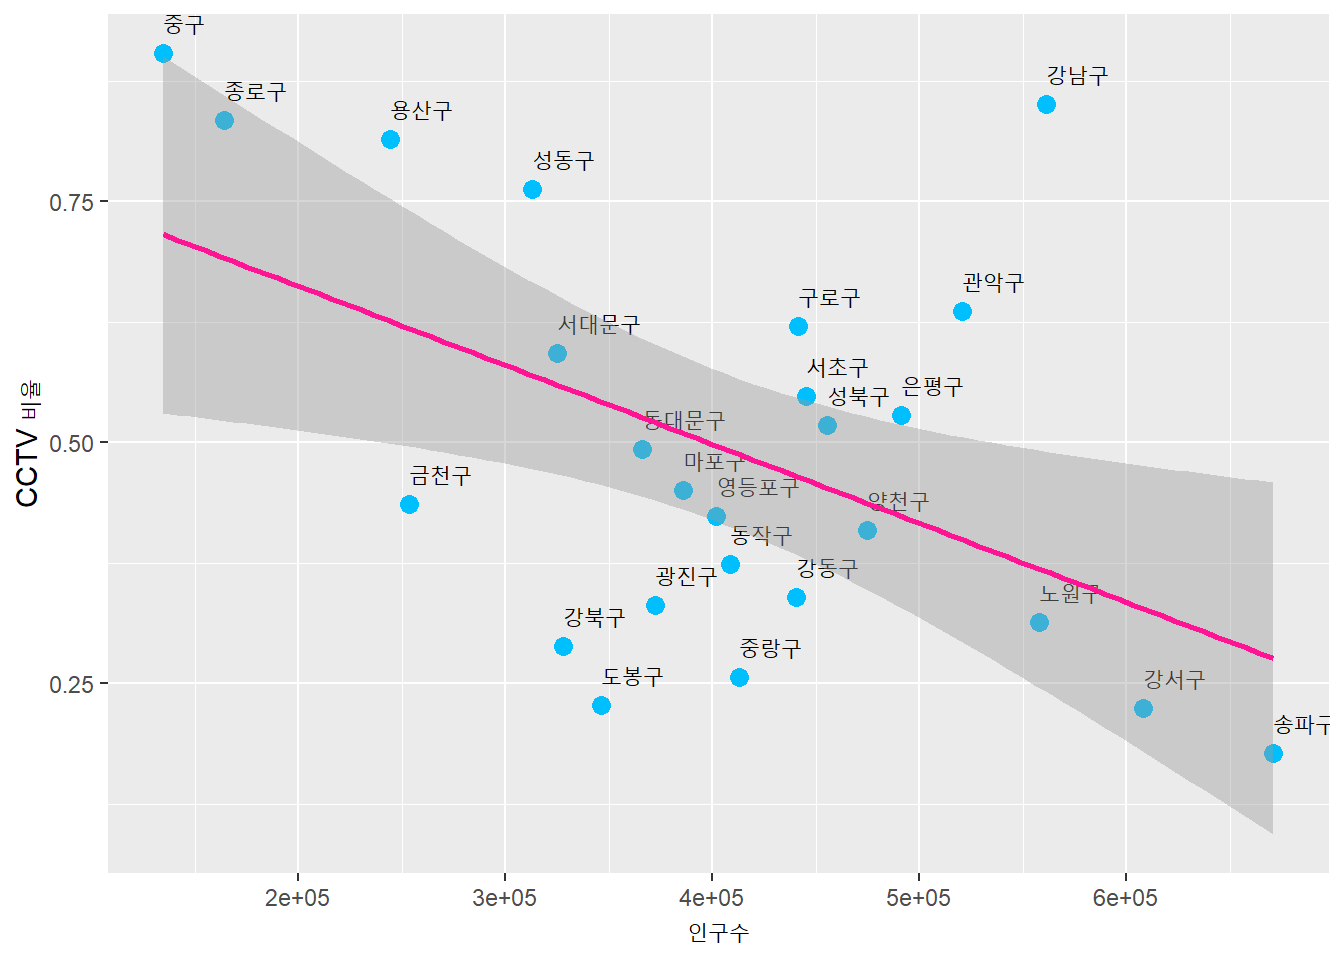 중구
강남구
종로구
용산구
성동구
0.75
관악구
구로구
서대문구
서초구
은평구
성북구
CCTV 비율
동대문구
0.50
마포구
금천구
영등포구
양천구
동작구
강동구
광진구
노원구
강북구
중랑구
도봉구
강서구
0.25
송파구
2e+05
3e+05
4e+05
5e+05
6e+05
인구수